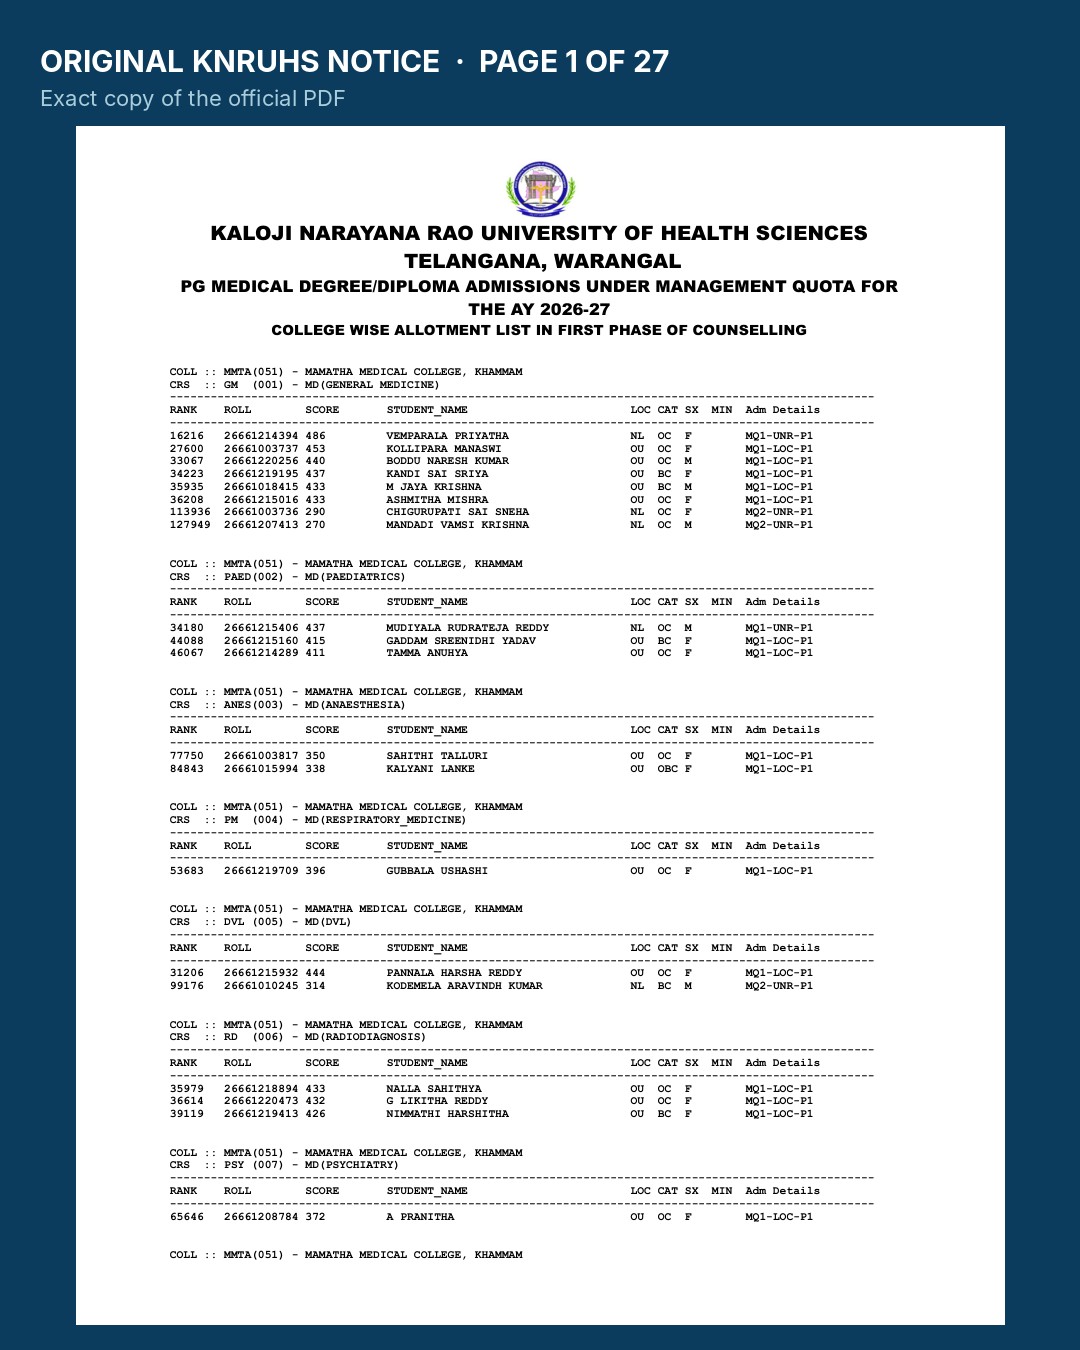 ORIGINAL KNRUHS NOTICE · PAGE 1 OF 27
Exact copy of the official PDF
KALOJI NARAYANA RAO UNIVERSITY OF HEALTH SCIENCES
TELANGANA, WARANGAL
PG MEDICAL DEGREE/DIPLOMA ADMISSIONS UNDER MANAGEMENT QUOTA FOR
THE AY 2026-27
COLLEGE WISE ALLOTMENT LIST IN FIRST PHASE OF COUNSELLING
COLL :: MMTA(051) - MAMATHA MEDICAL COLLEGE, KHAMMAM
CRS :: GM (001) - MD(GENERAL MEDICINE)
RANK ROLL SCORE STUDENT_NAME LOC CAT SX MIN Adm Details
16216 26661214394 486 VEMPARALA PRIYATHA NL OC F MQ1-UNR-P1
27600 26661003737 453 KOLLIPARA MANASWI OU OC F MQ1-LOC-P1
33067 26661220256 440 BODDU NARESH KUMAR OU OC M MQ1-LOC-P1
34223 26661219195 437 KANDI SAI SRIYA OU BC F MQ1-LOC-P1
35935 26661018415 433 M JAYA KRISHNA OU BC M MQ1-LOC-P1
36208 26661215016 433 ASHMITHA MISHRA OU OC F MQ1-LOC-P1
113936 26661003736 290 CHIGURUPATI SAI SNEHA NL OC F MQ2-UNR-P1
127949 26661207413 270 MANDADI VAMSI KRISHNA NL OC M MQ2-UNR-P1
COLL :: MMTA(051) - MAMATHA MEDICAL COLLEGE, KHAMMAM
CRS :: PAED(002) - MD(PAEDIATRICS)
RANK ROLL SCORE STUDENT_NAME LOC CAT SX MIN Adm Details
34180 26661215406 437 MUDIYALA RUDRATEJA REDDY NL OC M MQ1-UNR-P1
44088 26661215160 415 GADDAM SREENIDHI YADAV OU BC F MQ1-LOC-P1
46067 26661214289 411 TAMMA ANUHYA OU OC F MQ1-LOC-P1
COLL :: MMTA(051) - MAMATHA MEDICAL COLLEGE, KHAMMAM
CRS :: ANES(003) - MD(ANAESTHESIA)
RANK ROLL SCORE STUDENT_NAME LOC CAT SX MIN Adm Details
77750 26661003817 350 SAHITHI TALLURI OU OC F MQ1-LOC-P1
84843 26661015994 338 KALYANI LANKE OU OBC F MQ1-LOC-P1
COLL :: MMTA(051) - MAMATHA MEDICAL COLLEGE, KHAMMAM
CRS :: PM (004) - MD(RESPIRATORY_MEDICINE)
RANK ROLL SCORE STUDENT_NAME LOC CAT SX MIN Adm Details
53683 26661219709 396 GUBBALA USHASHI OU OC F MQ1-LOC-P1
COLL :: MMTA(051) - MAMATHA MEDICAL COLLEGE, KHAMMAM
CRS :: DVL (005) - MD(DVL)
RANK ROLL SCORE STUDENT_NAME LOC CAT SX MIN Adm Details
31206 26661215932 444 PANNALA HARSHA REDDY OU OC F MQ1-LOC-P1
99176 26661010245 314 KODEMELA ARAVINDH KUMAR NL BC M MQ2-UNR-P1
COLL :: MMTA(051) - MAMATHA MEDICAL COLLEGE, KHAMMAM
CRS :: RD (006) - MD(RADIODIAGNOSIS)
RANK ROLL SCORE STUDENT_NAME LOC CAT SX MIN Adm Details
35979 26661218894 433 NALLA SAHITHYA OU OC F MQ1-LOC-P1
36614 26661220473 432 G LIKITHA REDDY OU OC F MQ1-LOC-P1
39119 26661219413 426 NIMMATHI HARSHITHA OU BC F MQ1-LOC-P1
COLL :: MMTA(051) - MAMATHA MEDICAL COLLEGE, KHAMMAM
CRS :: PSY (007) - MD(PSYCHIATRY)
RANK ROLL SCORE STUDENT_NAME LOC CAT SX MIN Adm Details
65646 26661208784 372 A PRANITHA OU OC F MQ1-LOC-P1
COLL :: MMTA(051) - MAMATHA MEDICAL COLLEGE, KHAMMAM